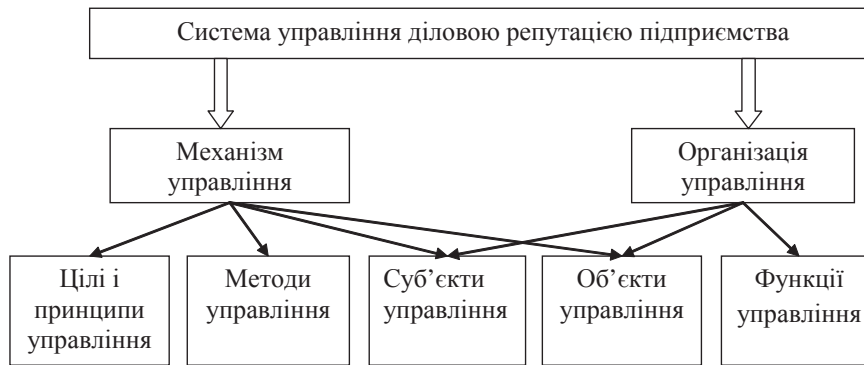 Система управління діловою репутацією підприємства
Механізм
управління
Організація
управління
Цілі і
принципи
управління
Методи
управління
Суб’єкти
управління
Об’єкти
управління
Функції
управління